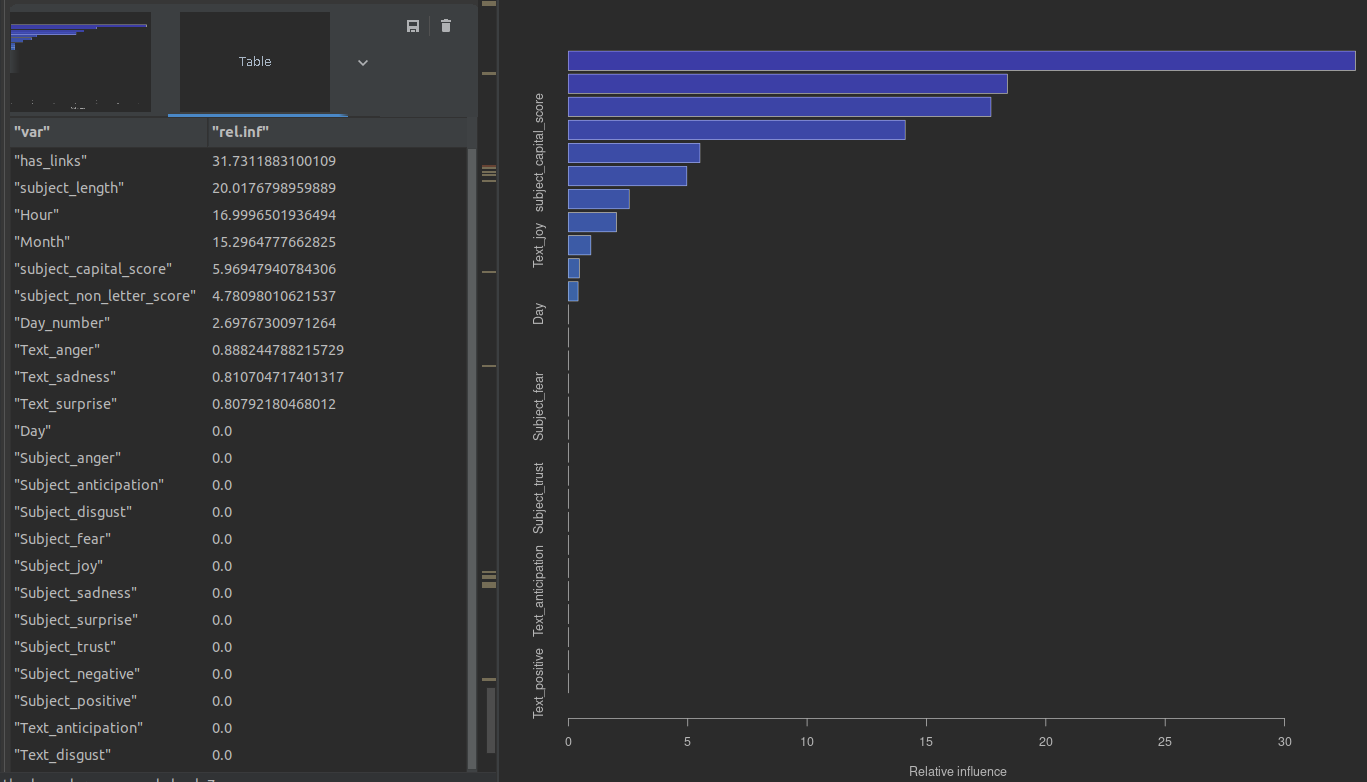 Table
"var" "rel.inf"
"has_links" 31.7311883100109
"subject_length" 20.0176798959889
"Hour" 16.9996501936494
"Month" 15.2964777662825
"subject_capital_score" 5.96947940784306
"subject_non_letter_score" 4.78098010621537
"Day_number" 2.69767300971264
"Text_anger" 0.888244788215729
"Text_sadness" 0.810704717401317
"Text_surprise" 0.80792180468012
"Day" 0.0
"Subject_anger" 0.0
"Subject_anticipation" 0.0
"Subject_disgust" 0.0
"Subject_fear" 0.0
"Subject_joy" 0.0
"Subject_sadness" 0.0
"Subject_surprise" 0.0
"Subject_trust" 0.0
"Subject_negative" 0.0
"Subject_positive" 0.0
"Text_anticipation" 0.0
"Text_disgust" 0.0
subject_capital_score
Text_joy
Day
Subject_fear
Subject_trust
Text_anticipation
Text_positive
0 5 10 15 20 25 30
Relative influence